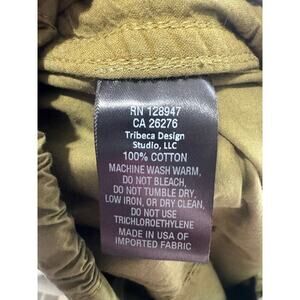 RN 128947
CA 26276
Tribeca Design
Studio, LLC
100% COTTON
MACHINE WASH WARM,
DO NOT BLEACH,
DO NOT TUMBLE DRY,
LOW IRON, OR DRY CLEAN,
DO NOT USE
TRICHLOROETHYLENE
MADE IN USA OF
IMPORTED FABRIC